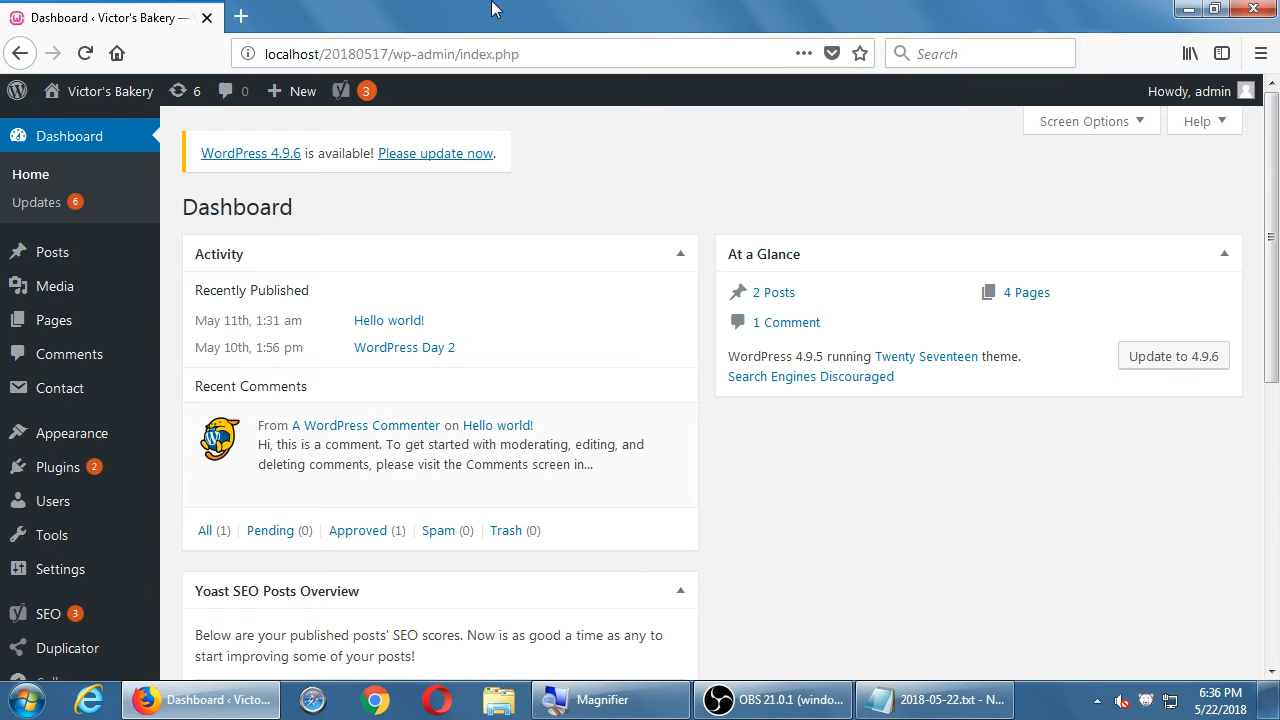 Dashboard ‹ Victor's Bakery —
localhost/20180517/wp-admin/index.php
Search
Victor's Bakery
6
0
New
3
Howdy, admin
Dashboard
Home
Updates 6
Posts
Media
Pages
Comments
Contact
Appearance
Plugins 2
Users
Tools
Settings
SEO 3
Duplicator
Screen Options
Help
WordPress 4.9.6 is available! Please update now.
Dashboard
Activity
Recently Published
May 11th, 1:31 am Hello world!
May 10th, 1:56 pm WordPress Day 2
Recent Comments
From A WordPress Commenter on Hello world!
Hi, this is a comment. To get started with moderating, editing, and
deleting comments, please visit the Comments screen in...
All (1) | Pending (0) | Approved (1) | Spam (0) | Trash (0)
Yoast SEO Posts Overview
Below are your published posts' SEO scores. Now is as good a time as any to
start improving some of your posts!
At a Glance
2 Posts
4 Pages
1 Comment
WordPress 4.9.5 running Twenty Seventeen theme.
Update to 4.9.6
Search Engines Discouraged
Dashboard ‹ Victo...
Magnifier
OBS 21.0.1 (windo...
2018-05-22.txt - N...
6:36 PM
5/22/2018